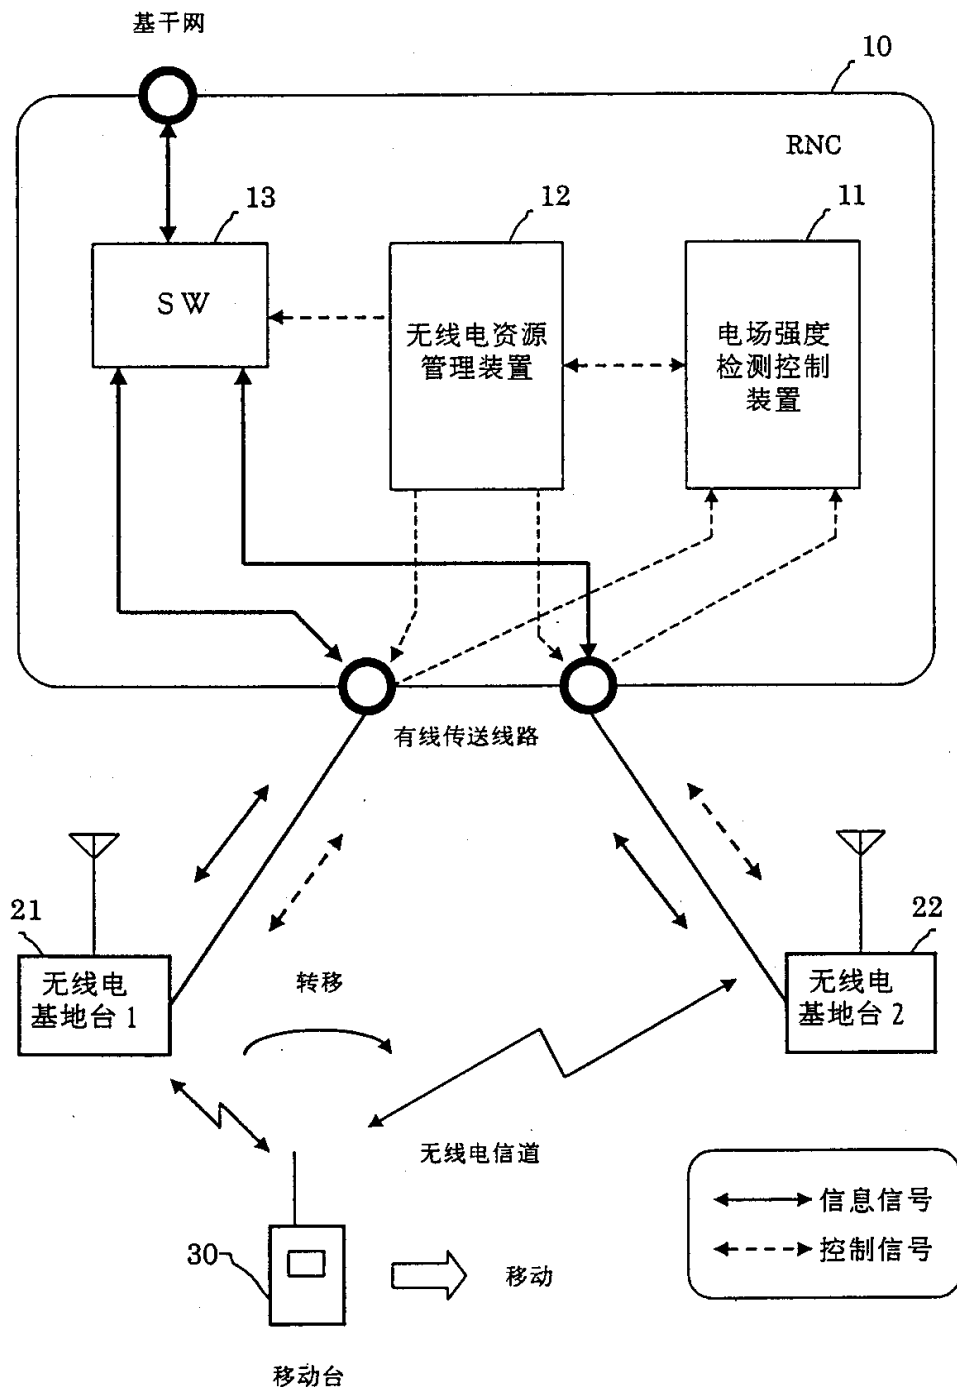 基干网
10
RNC
13
12
11
SW
无线电资源
管理装置
电场强度
检测控制
装置
有线传送线路
21
22
无线电
基地台1
转移
无线电
基地台2
无线电信道
信息信号
控制信号
30
移动
移动台